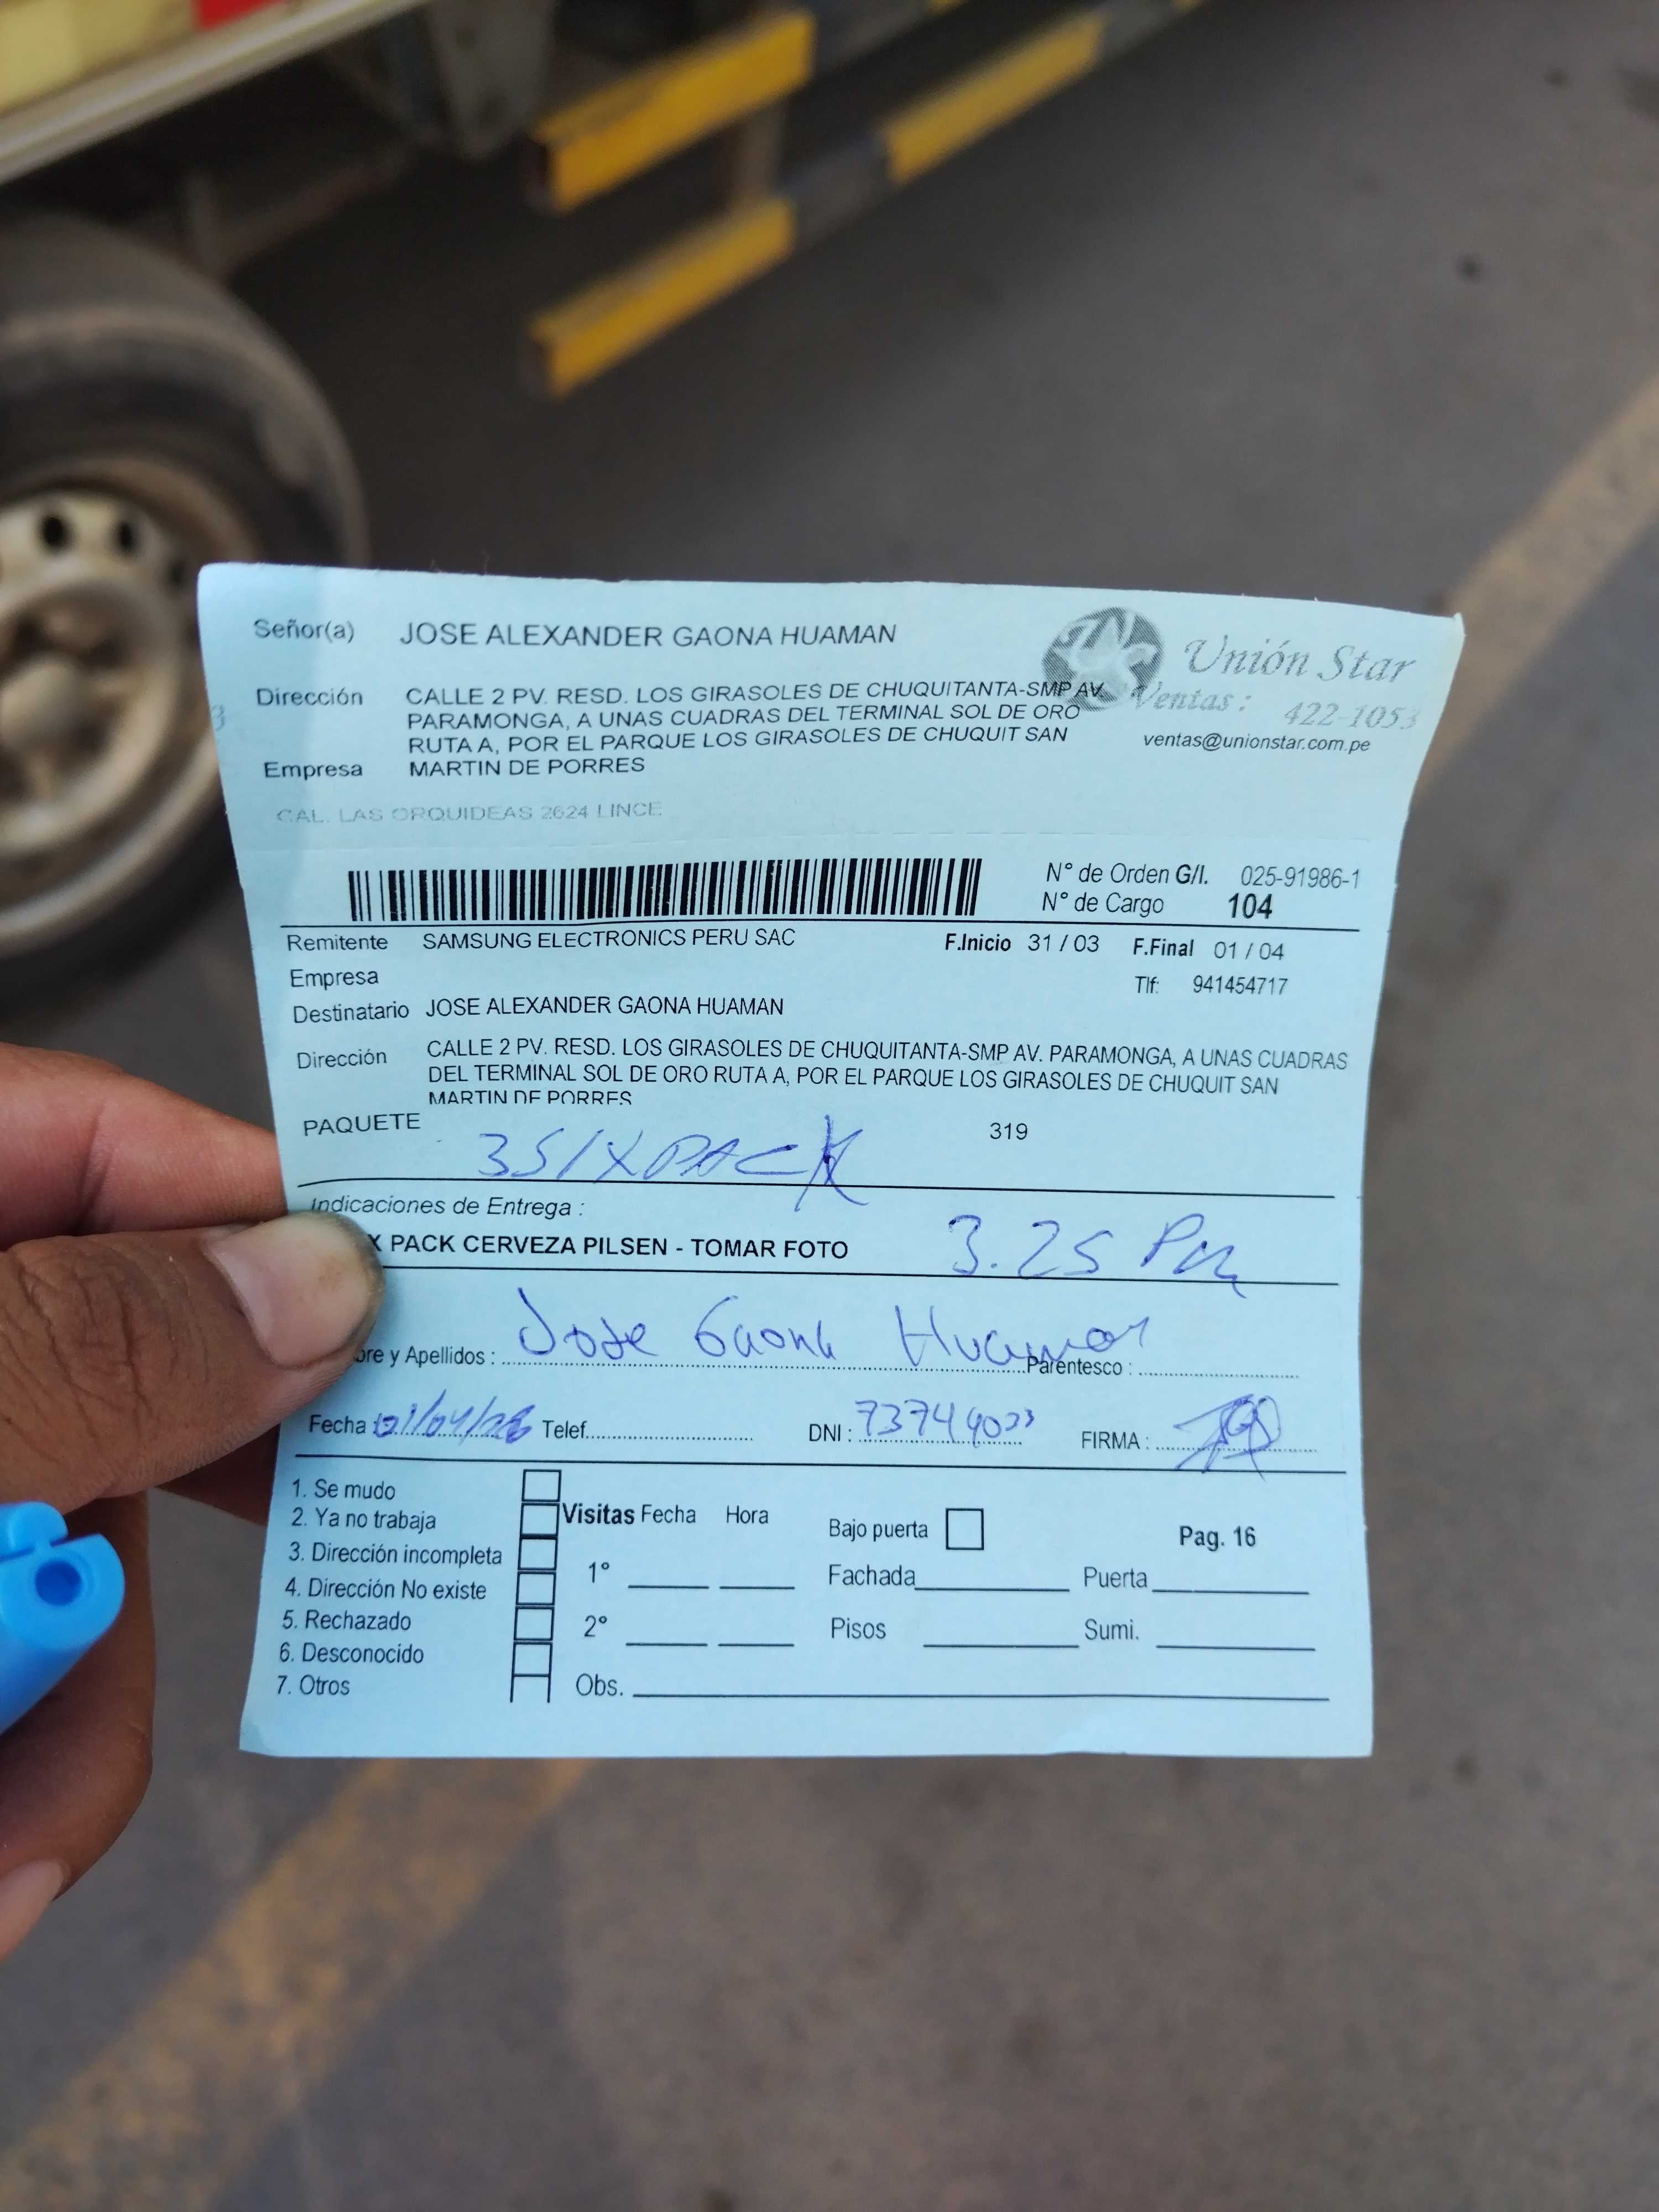 Señor(a) JOSE ALEXANDER GAONA HUAMAN
Unión Star
Dirección CALLE 2 PV. RESD. LOS GIRASOLES DE CHUQUITANTA-SMP AV.
PARAMONGA, A UNAS CUADRAS DEL TERMINAL SOL DE ORO
RUTA A, POR EL PARQUE LOS GIRASOLES DE CHUQUIT SAN
Ventas: 422-1053
ventas@unionstar.com.pe
Empresa MARTIN DE PORRES
CAL. LAS ORQUIDEAS 2624 LINCE
N° de Orden G/I. 025-91986-1
N° de Cargo 104
Remitente SAMSUNG ELECTRONICS PERU SAC F.Inicio 31 / 03 F.Final 01 / 04
Empresa Tlf: 941454717
Destinatario JOSE ALEXANDER GAONA HUAMAN
Dirección CALLE 2 PV. RESD. LOS GIRASOLES DE CHUQUITANTA-SMP AV. PARAMONGA, A UNAS CUADRAS
DEL TERMINAL SOL DE ORO RUTA A, POR EL PARQUE LOS GIRASOLES DE CHUQUIT SAN
MARTIN DE PORRES
PAQUETE 3 SIXPACK 319
Indicaciones de Entrega :
X PACK CERVEZA PILSEN - TOMAR FOTO 3.25 Pm
bre y Apellidos : Jose Gaona Huaman Parentesco :
Fecha 01/04/26 Telef. DNI : FIRMA :
1. Se mudo
2. Ya no trabaja
3. Dirección incompleta
4. Dirección No existe
5. Rechazado
6. Desconocido
7. Otros
Visitas Fecha Hora
1°
2°
Obs.
Bajo puerta Pag. 16
Fachada Puerta
Pisos Sumi.